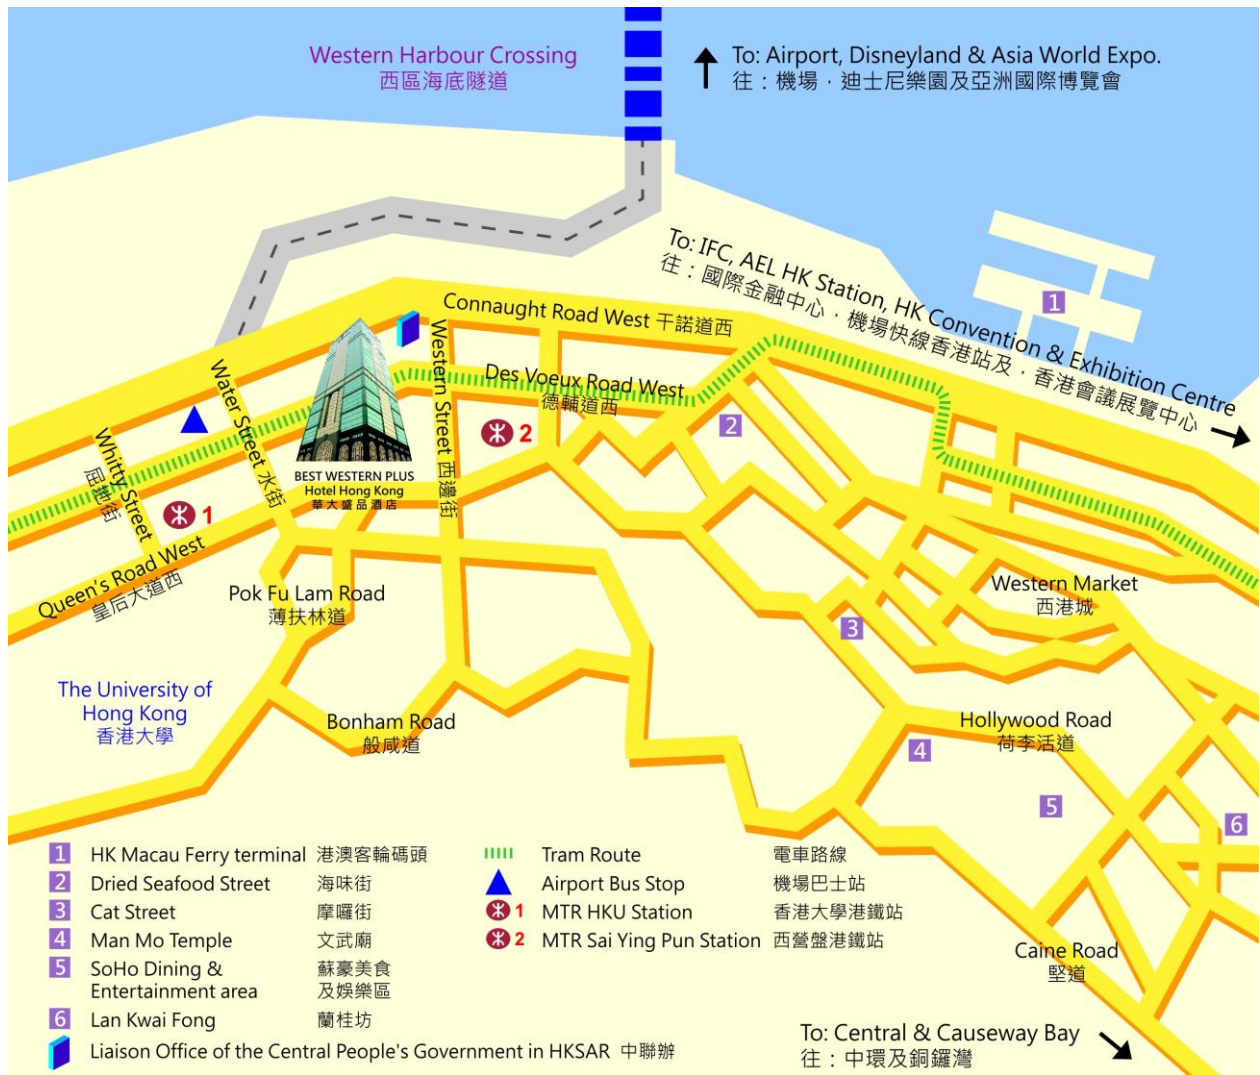 Western Harbour Crossing
西區海底隧道
To: Airport, Disneyland & Asia World Expo.
往：機場，迪士尼樂園及亞洲國際博覽會
To: IFC, AEL HK Station, HK Convention & Exhibition Centre
往：國際金融中心，機場快線香港站及，香港會議展覽中心
1
Connaught Road West 干諾道西
Western Street 西邊街
Des Voeux Road West
德輔道西
Water Street 水街
2
2
Whitty Street
屈地街
BEST WESTERN PLUS
Hotel Hong Kong
華大盛品酒店
1
Queen's Road West
皇后大道西
Pok Fu Lam Road
薄扶林道
Western Market
西港城
3
The University of
Hong Kong
香港大學
Bonham Road
般咸道
Hollywood Road
荷李活道
4
5
6
1 HK Macau Ferry terminal 港澳客輪碼頭
2 Dried Seafood Street 海味街
3 Cat Street 摩囉街
4 Man Mo Temple 文武廟
5 SoHo Dining & 蘇豪美食
Entertainment area 及娛樂區
6 Lan Kwai Fong 蘭桂坊
Liaison Office of the Central People's Government in HKSAR 中聯辦
Tram Route 電車路線
Airport Bus Stop 機場巴士站
1 MTR HKU Station 香港大學港鐵站
2 MTR Sai Ying Pun Station 西營盤港鐵站
Caine Road
堅道
To: Central & Causeway Bay
往：中環及銅鑼灣